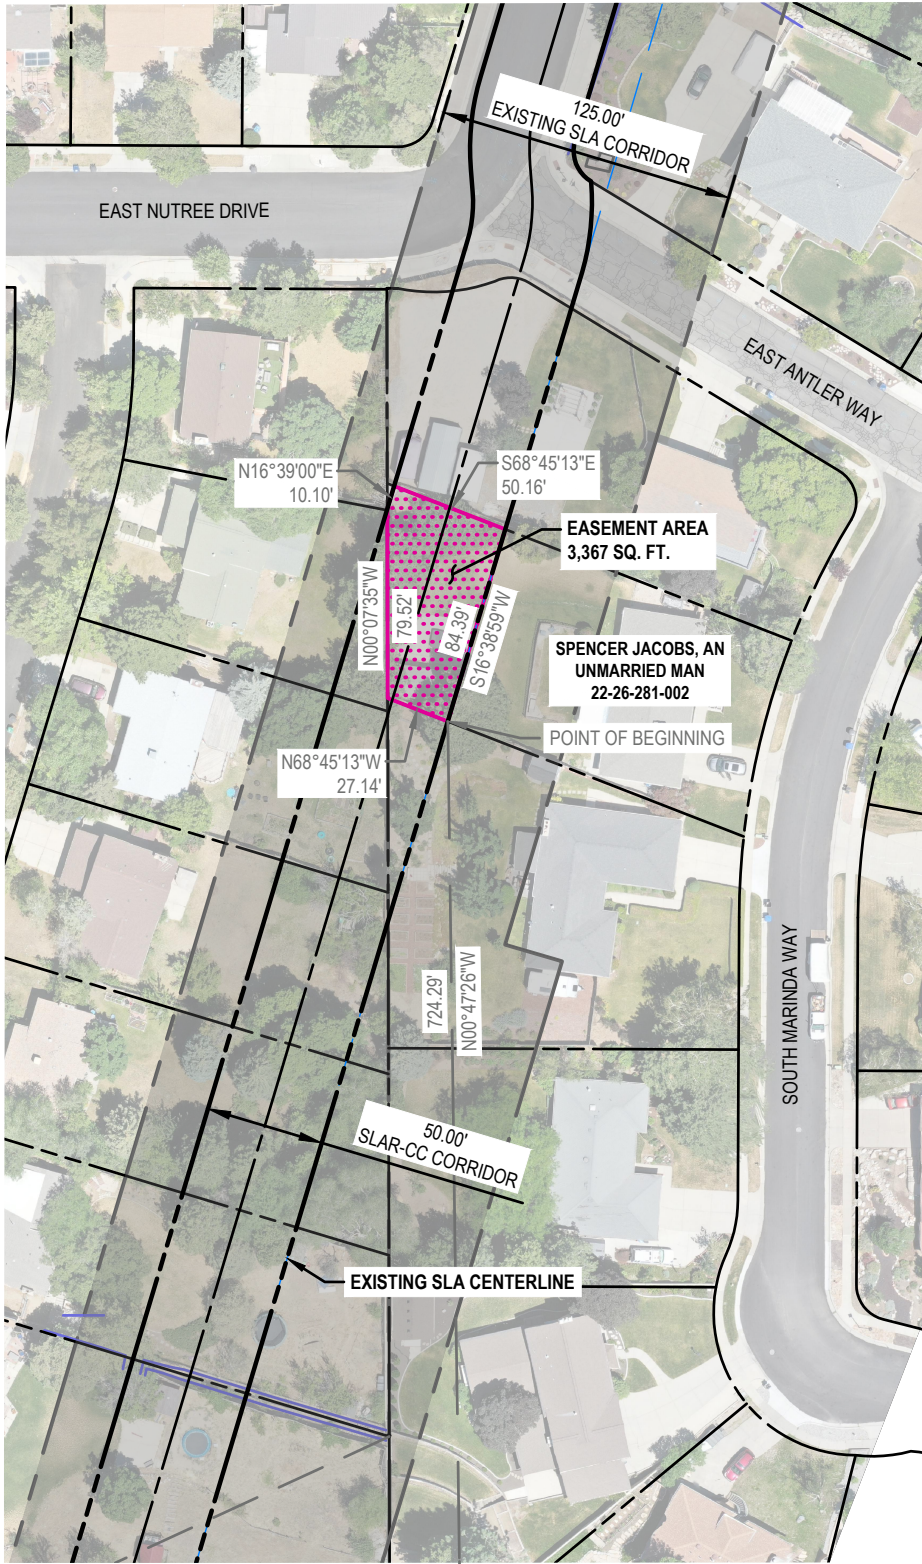 125.00'
EXISTING SLA CORRIDOR
EAST NUTREE DRIVE
EAST ANTLER WAY
N16°39'00"E
10.10'
S68°45'13"E
50.16'
EASEMENT AREA
3,367 SQ. FT.
N00°07'35"W
79.52
84.39'
S16°38'59"W
SPENCER JACOBS, AN
UNMARRIED MAN
22-26-281-002
POINT OF BEGINNING
N68°45'13"W
27.14'
724.29'
N00°47'26"W
SOUTH MARINDA WAY
50.00'
SLAR-CC CORRIDOR
EXISTING SLA CENTERLINE